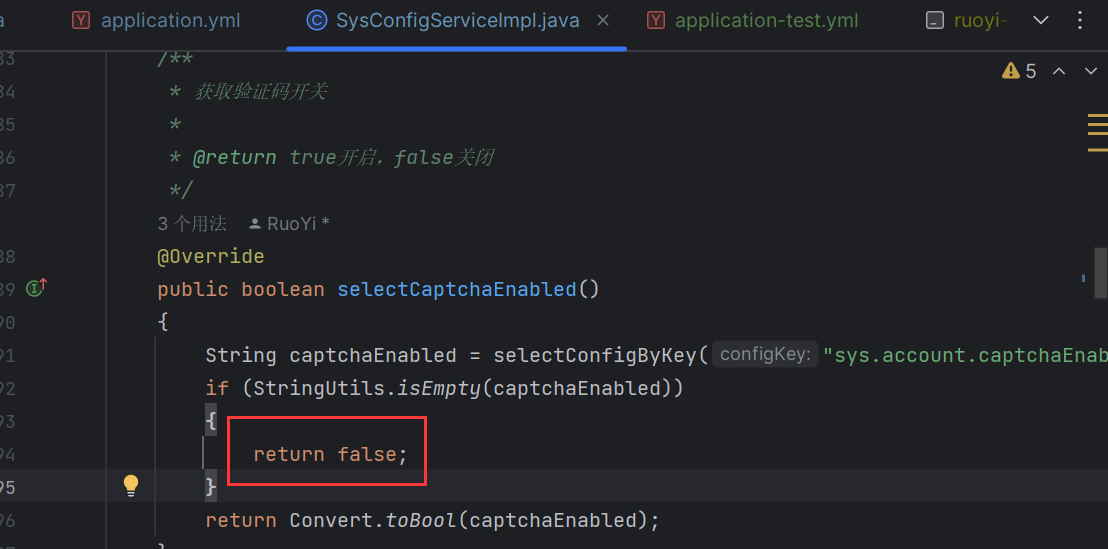 a
application.yml
SysConfigServiceImpl.java
application-test.yml
ruoyi-
33 /**
5
34 * 获取验证码开关
35 *
36 * @return true开启，false关闭
37 */
3 个用法 RuoYi *
38 @Override
39 public boolean selectCaptchaEnabled()
90 {
91 String captchaEnabled = selectConfigByKey( configKey: "sys.account.captchaEnab
92 if (StringUtils.isEmpty(captchaEnabled))
93 {
94 return false;
95 }
96 return Convert.toBool(captchaEnabled);
}